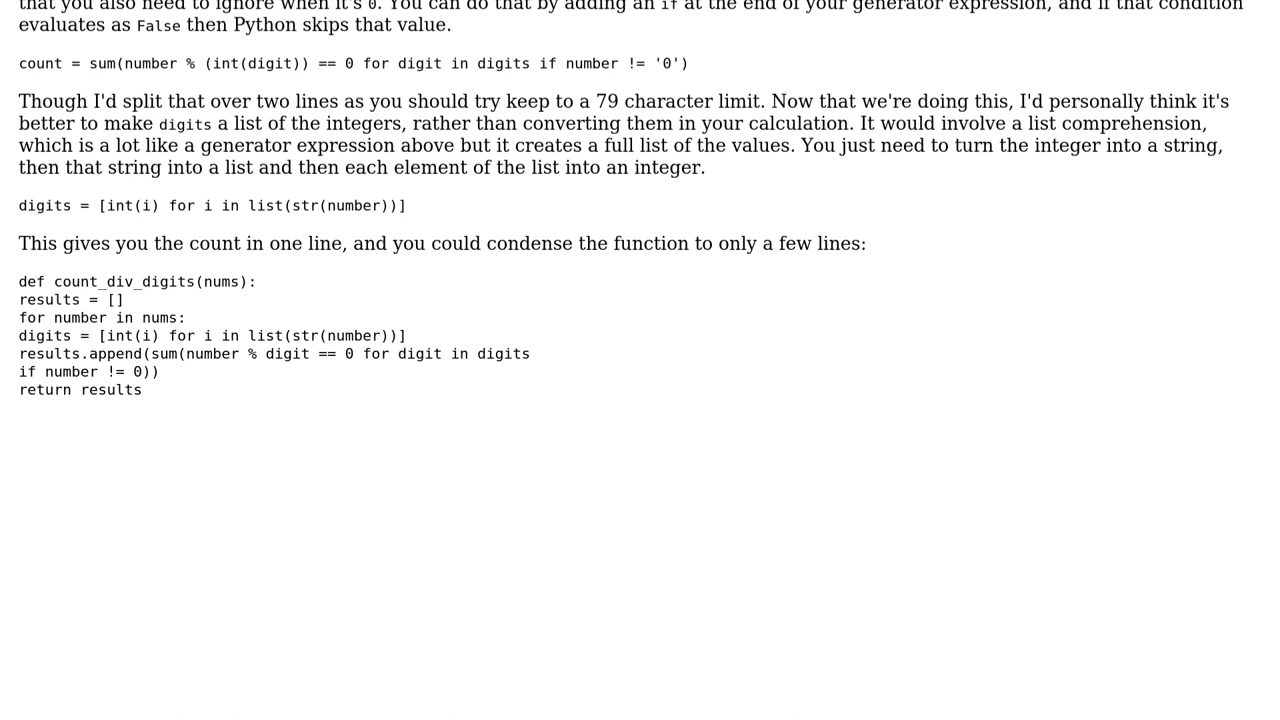 that you also need to ignore when it's 0. You can do that by adding an if at the end of your generator expression, and if that condition
evaluates as False then Python skips that value.
count = sum(number % (int(digit)) == 0 for digit in digits if number != '0')
Though I'd split that over two lines as you should try keep to a 79 character limit. Now that we're doing this, I'd personally think it's
better to make digits a list of the integers, rather than converting them in your calculation. It would involve a list comprehension,
which is a lot like a generator expression above but it creates a full list of the values. You just need to turn the integer into a string,
then that string into a list and then each element of the list into an integer.
digits = [int(i) for i in list(str(number))]
This gives you the count in one line, and you could condense the function to only a few lines:
def count_div_digits(nums):
results = []
for number in nums:
digits = [int(i) for i in list(str(number))]
results.append(sum(number % digit == 0 for digit in digits
if number != 0))
return results